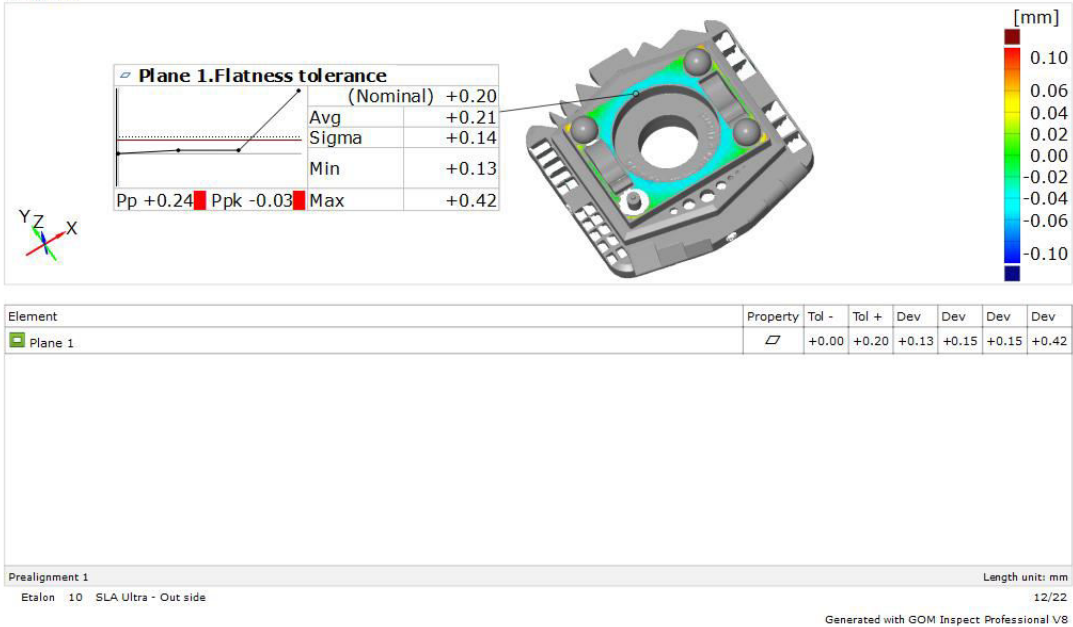 [mm]
Plane 1.Flatness tolerance
(Nominal) +0.20
Avg +0.21
Sigma +0.14
Min +0.13
Pp +0.24 Ppk -0.03 Max +0.42
0.10
0.06
0.04
0.02
0.00
-0.02
-0.04
-0.06
-0.10
Y Z X
Element Property Tol - Tol + Dev Dev Dev Dev
Plane 1 +0.00 +0.20 +0.13 +0.15 +0.15 +0.42
Prealignment 1 Length unit: mm
Etalon 10 SLA Ultra - Out side 12/22
Generated with GOM Inspect Professional V8